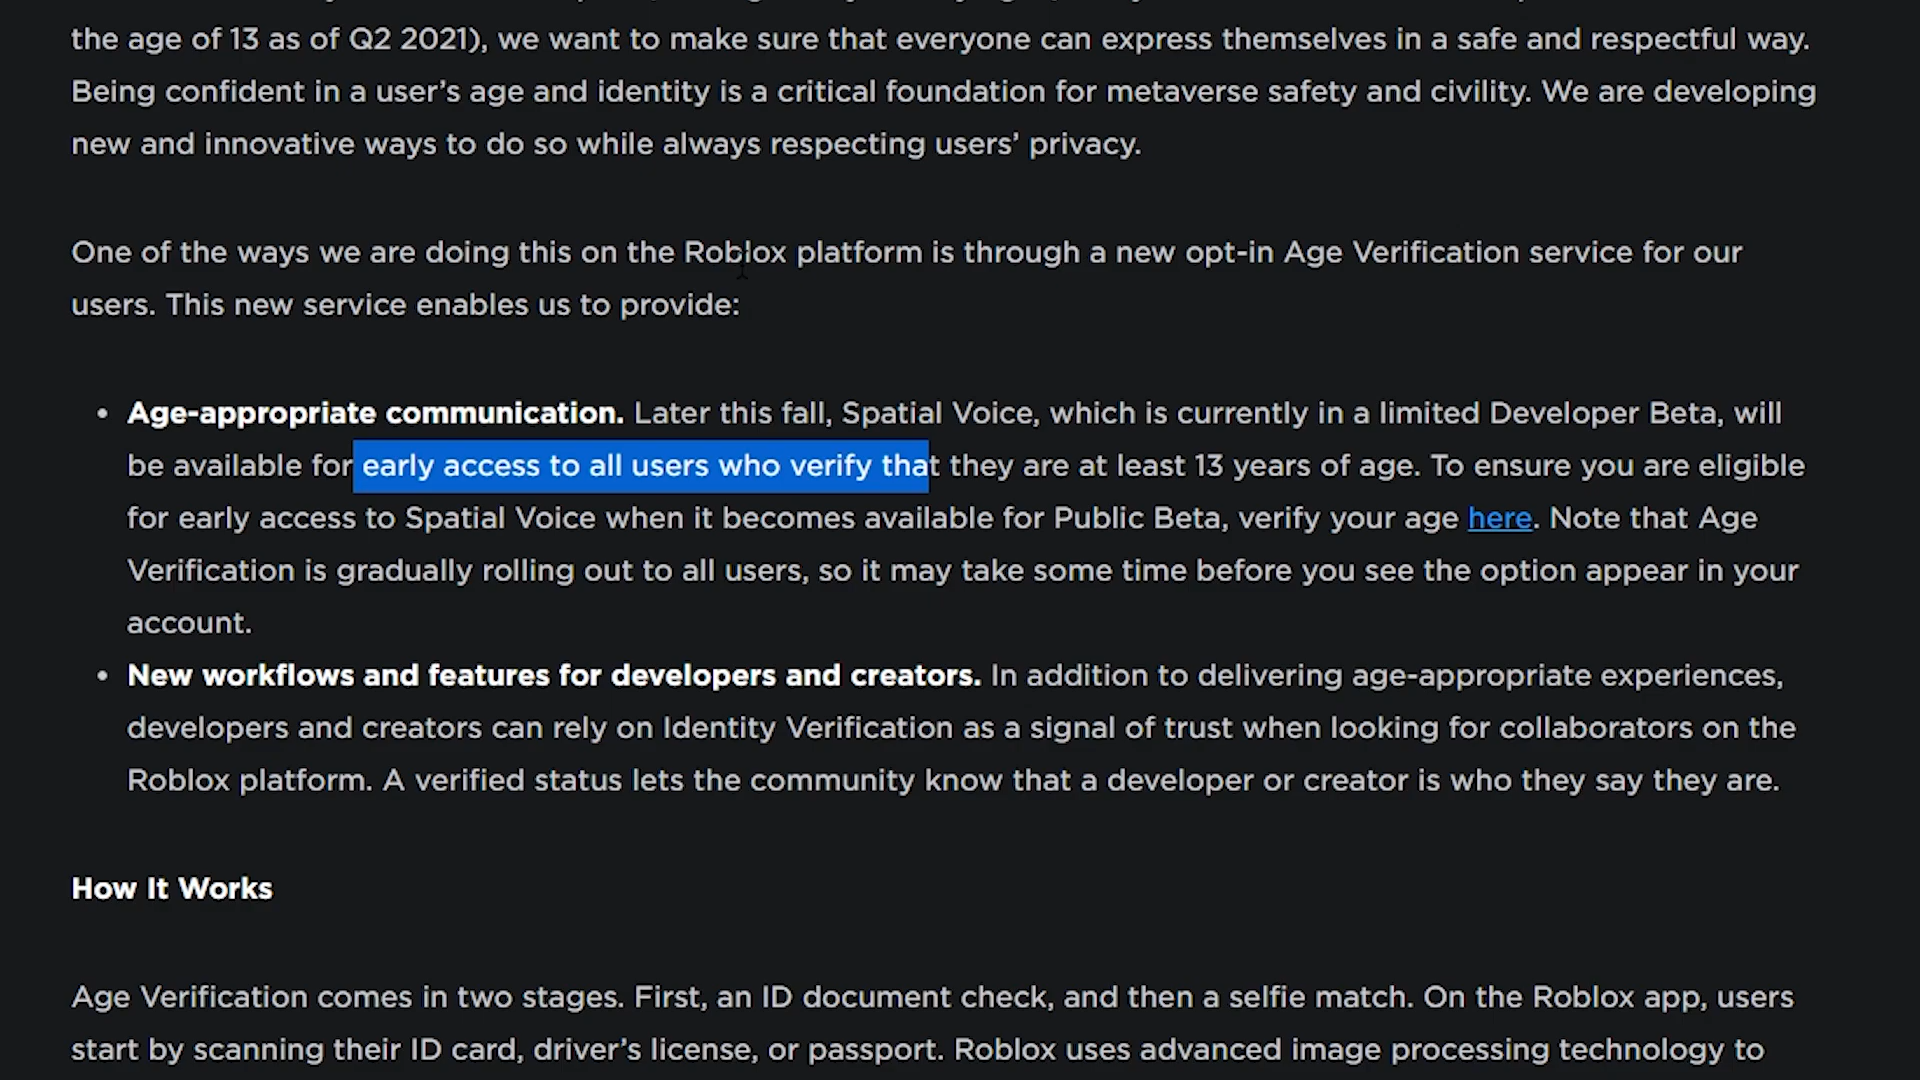 the age of 13 as of Q2 2021), we want to make sure that everyone can express themselves in a safe and respectful way.
Being confident in a user’s age and identity is a critical foundation for metaverse safety and civility. We are developing
new and innovative ways to do so while always respecting users’ privacy.
One of the ways we are doing this on the Roblox platform is through a new opt-in Age Verification service for our
users. This new service enables us to provide:
• Age-appropriate communication. Later this fall, Spatial Voice, which is currently in a limited Developer Beta, will
be available for early access to all users who verify that they are at least 13 years of age. To ensure you are eligible
for early access to Spatial Voice when it becomes available for Public Beta, verify your age here. Note that Age
Verification is gradually rolling out to all users, so it may take some time before you see the option appear in your
account.
• New workflows and features for developers and creators. In addition to delivering age-appropriate experiences,
developers and creators can rely on Identity Verification as a signal of trust when looking for collaborators on the
Roblox platform. A verified status lets the community know that a developer or creator is who they say they are.
How It Works
Age Verification comes in two stages. First, an ID document check, and then a selfie match. On the Roblox app, users
start by scanning their ID card, driver’s license, or passport. Roblox uses advanced image processing technology to